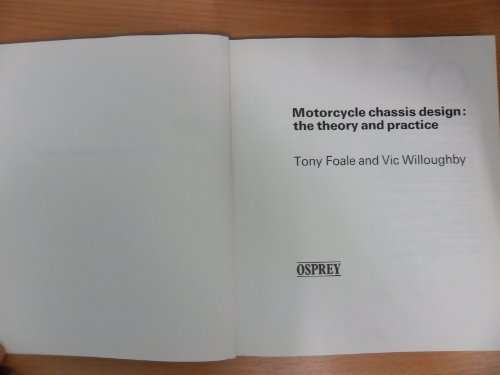 Motorcycle chassis design:
the theory and practice
Tony Foale and Vic Willoughby
OSPREY